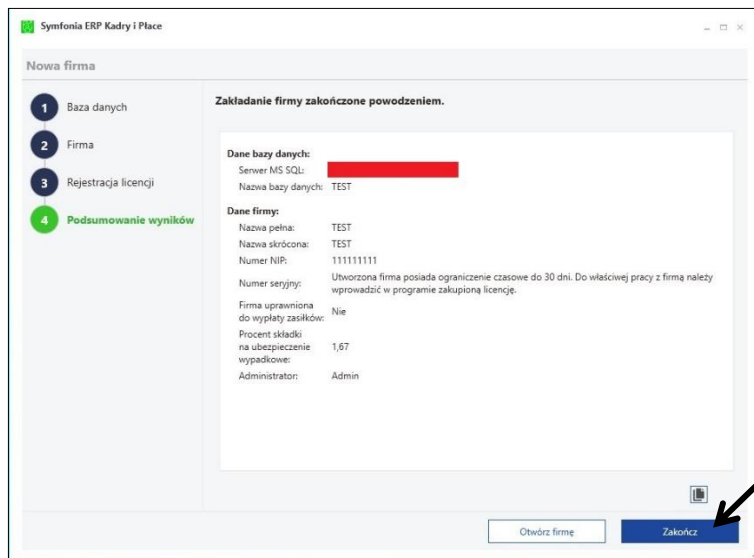 Symfonia ERP Kadry i Płace
Nowa firma
1 Baza danych
2 Firma
3 Rejestracja licencji
4 Podsumowanie wyników
Zakładanie firmy zakończone powodzeniem.
Dane bazy danych:
Serwer MS SQL:
Nazwa bazy danych: TEST
Dane firmy:
Nazwa pełna: TEST
Nazwa skrócona: TEST
Numer NIP: 111111111
Numer seryjny: Utworzona firma posiada ograniczenie czasowe do 30 dni. Do właściwej pracy z firmą należy
wprowadzić w programie zakupioną licencję.
Firma uprawniona
do wypłaty zasiłków: Nie
Procent składki
na ubezpieczenie 1,67
wypadkowe:
Administrator: Admin
Otwórz firmę Zakończ